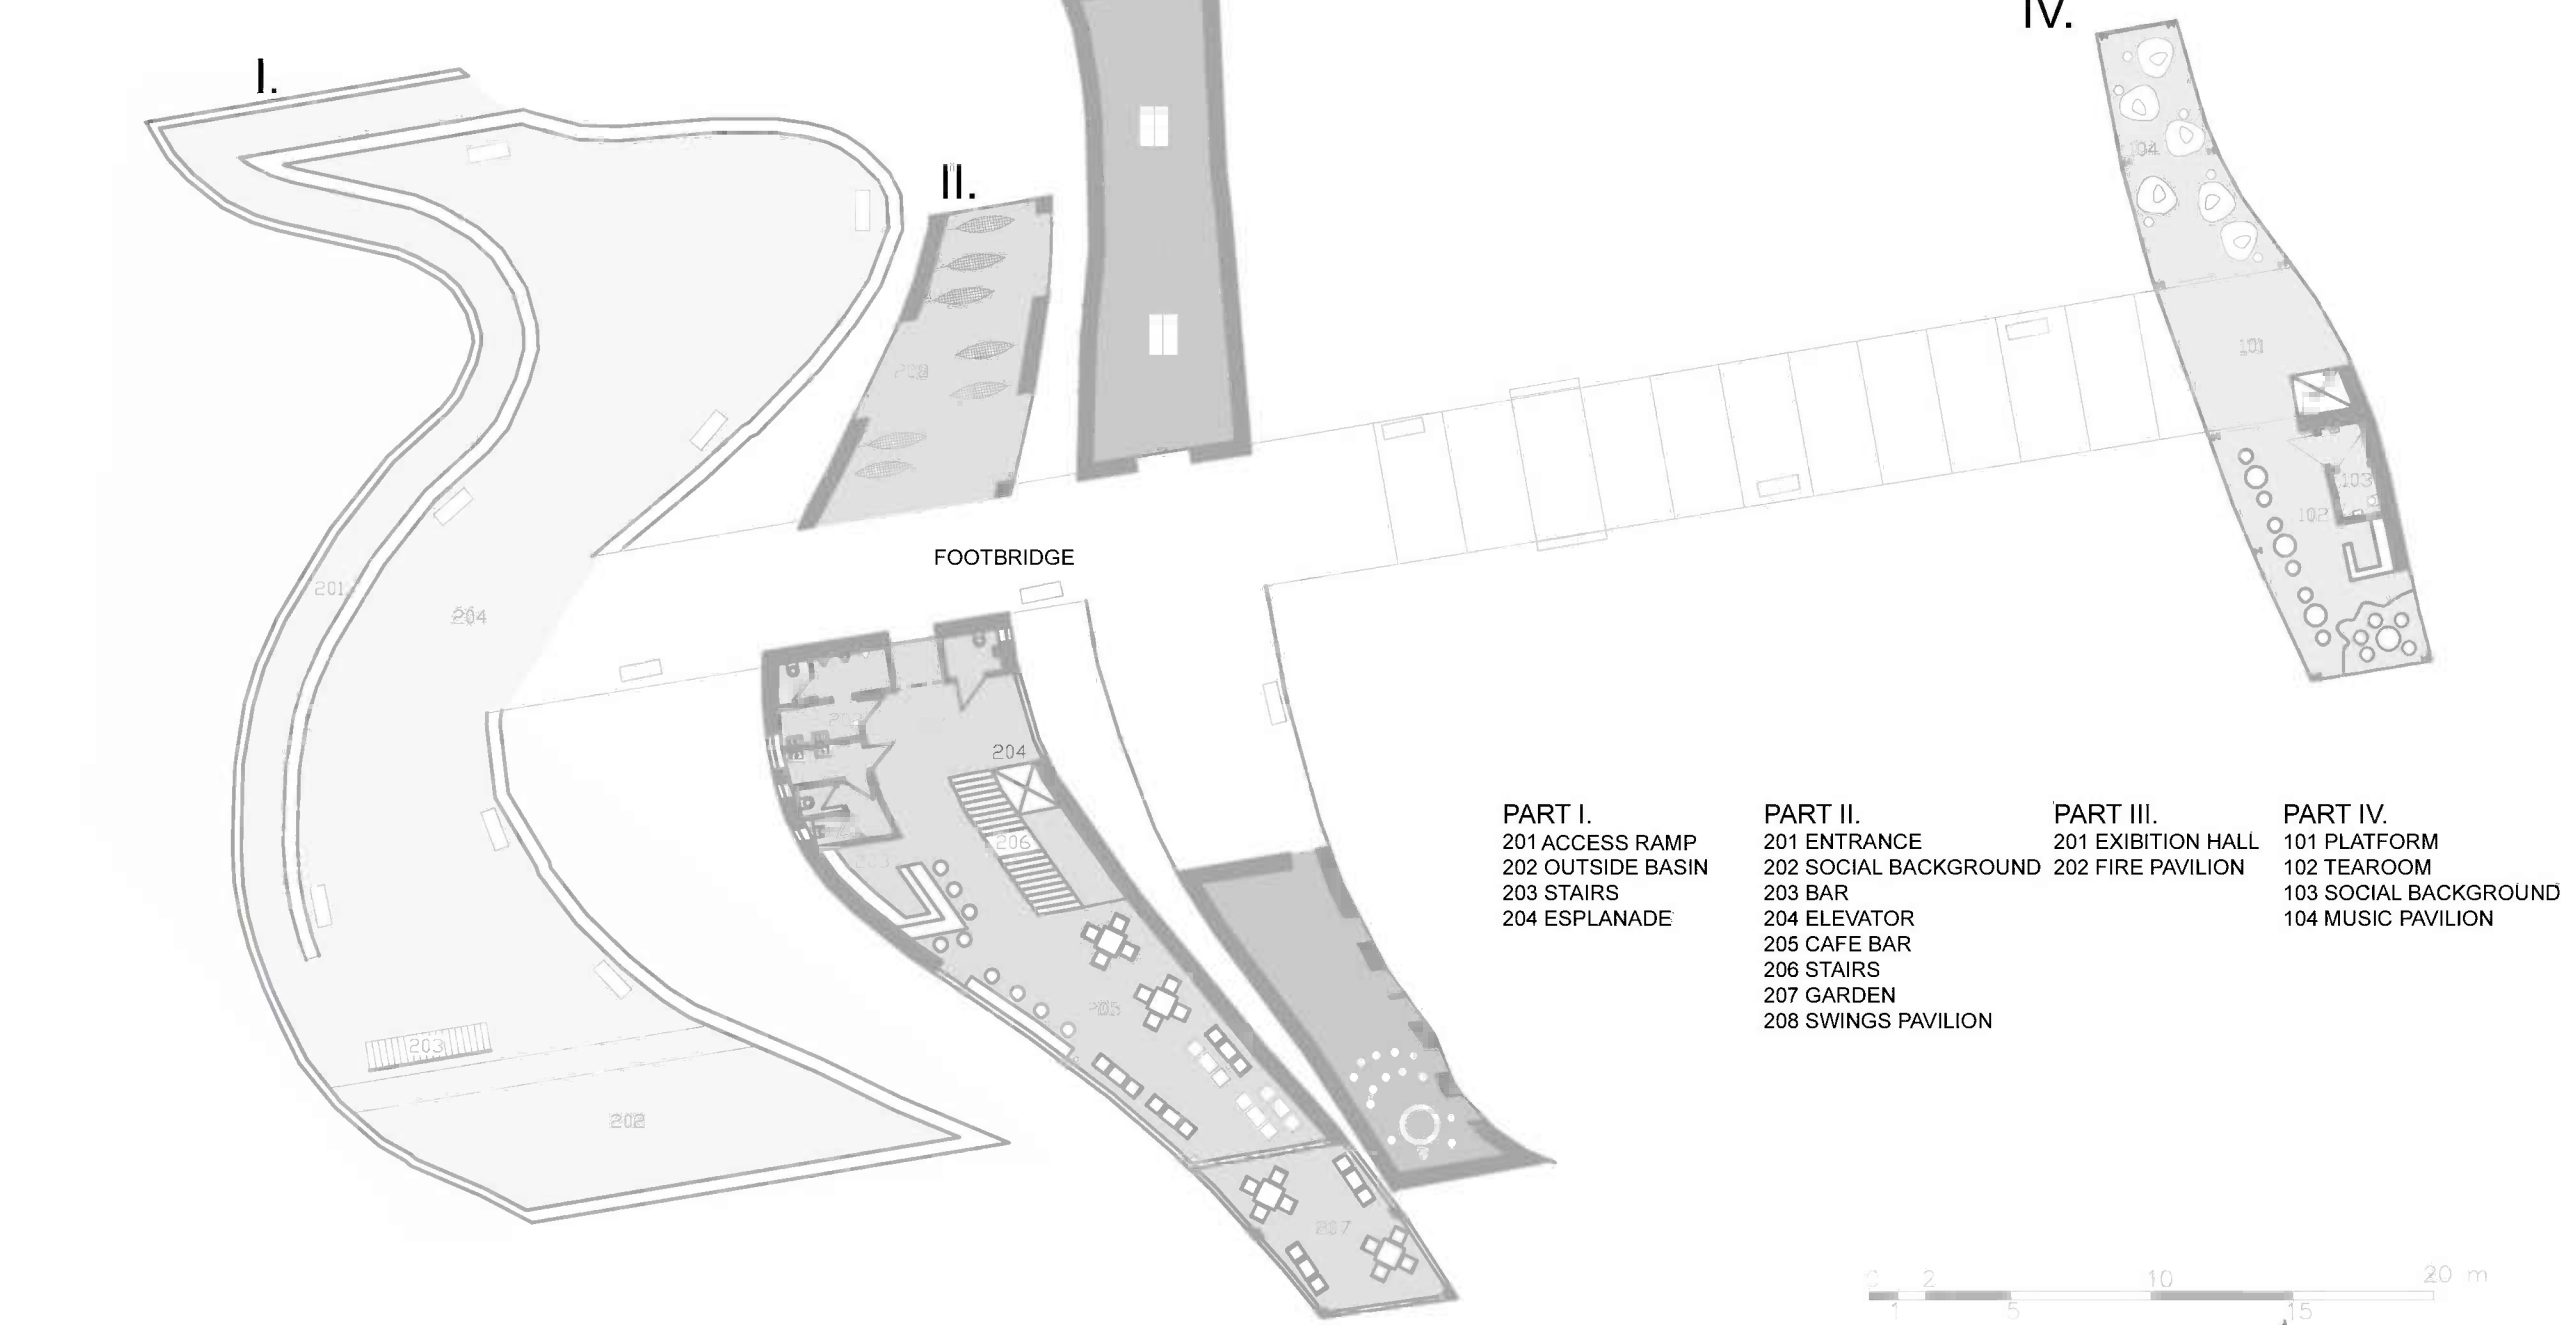 IV.
I.
II.
104
208
101
103
102
FOOTBRIDGE
201
204
202
204
206
203
205
203
202
207
PART I.
201 ACCESS RAMP
202 OUTSIDE BASIN
203 STAIRS
204 ESPLANADE
PART II.
201 ENTRANCE
202 SOCIAL BACKGROUND
203 BAR
204 ELEVATOR
205 CAFE BAR
206 STAIRS
207 GARDEN
208 SWINGS PAVILION
PART III.
201 EXIBITION HALL
202 FIRE PAVILION
PART IV.
101 PLATFORM
102 TEAROOM
103 SOCIAL BACKGROUND
104 MUSIC PAVILION
0 2 10 20 m
1 5 15